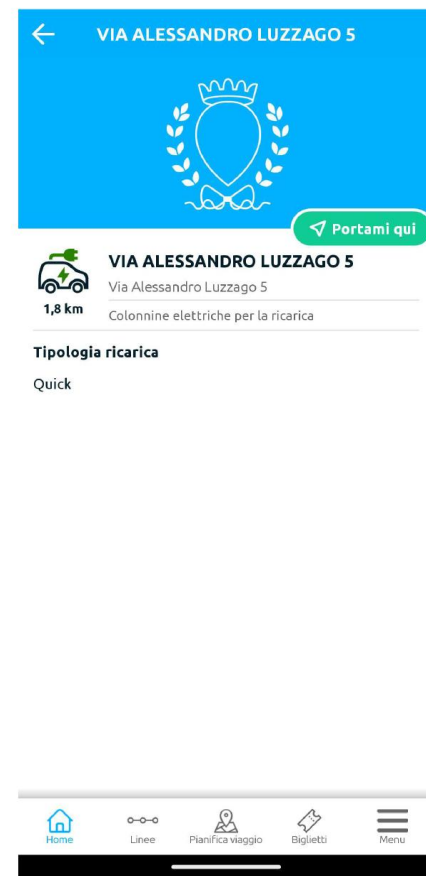 VIA ALESSANDRO LUZZAGO 5
Portami qui
VIA ALESSANDRO LUZZAGO 5
Via Alessandro Luzzago 5
1,8 km
Colonnine elettriche per la ricarica
Tipologia ricarica
Quick
Home
Linee
Pianifica viaggio
Biglietti
Menu